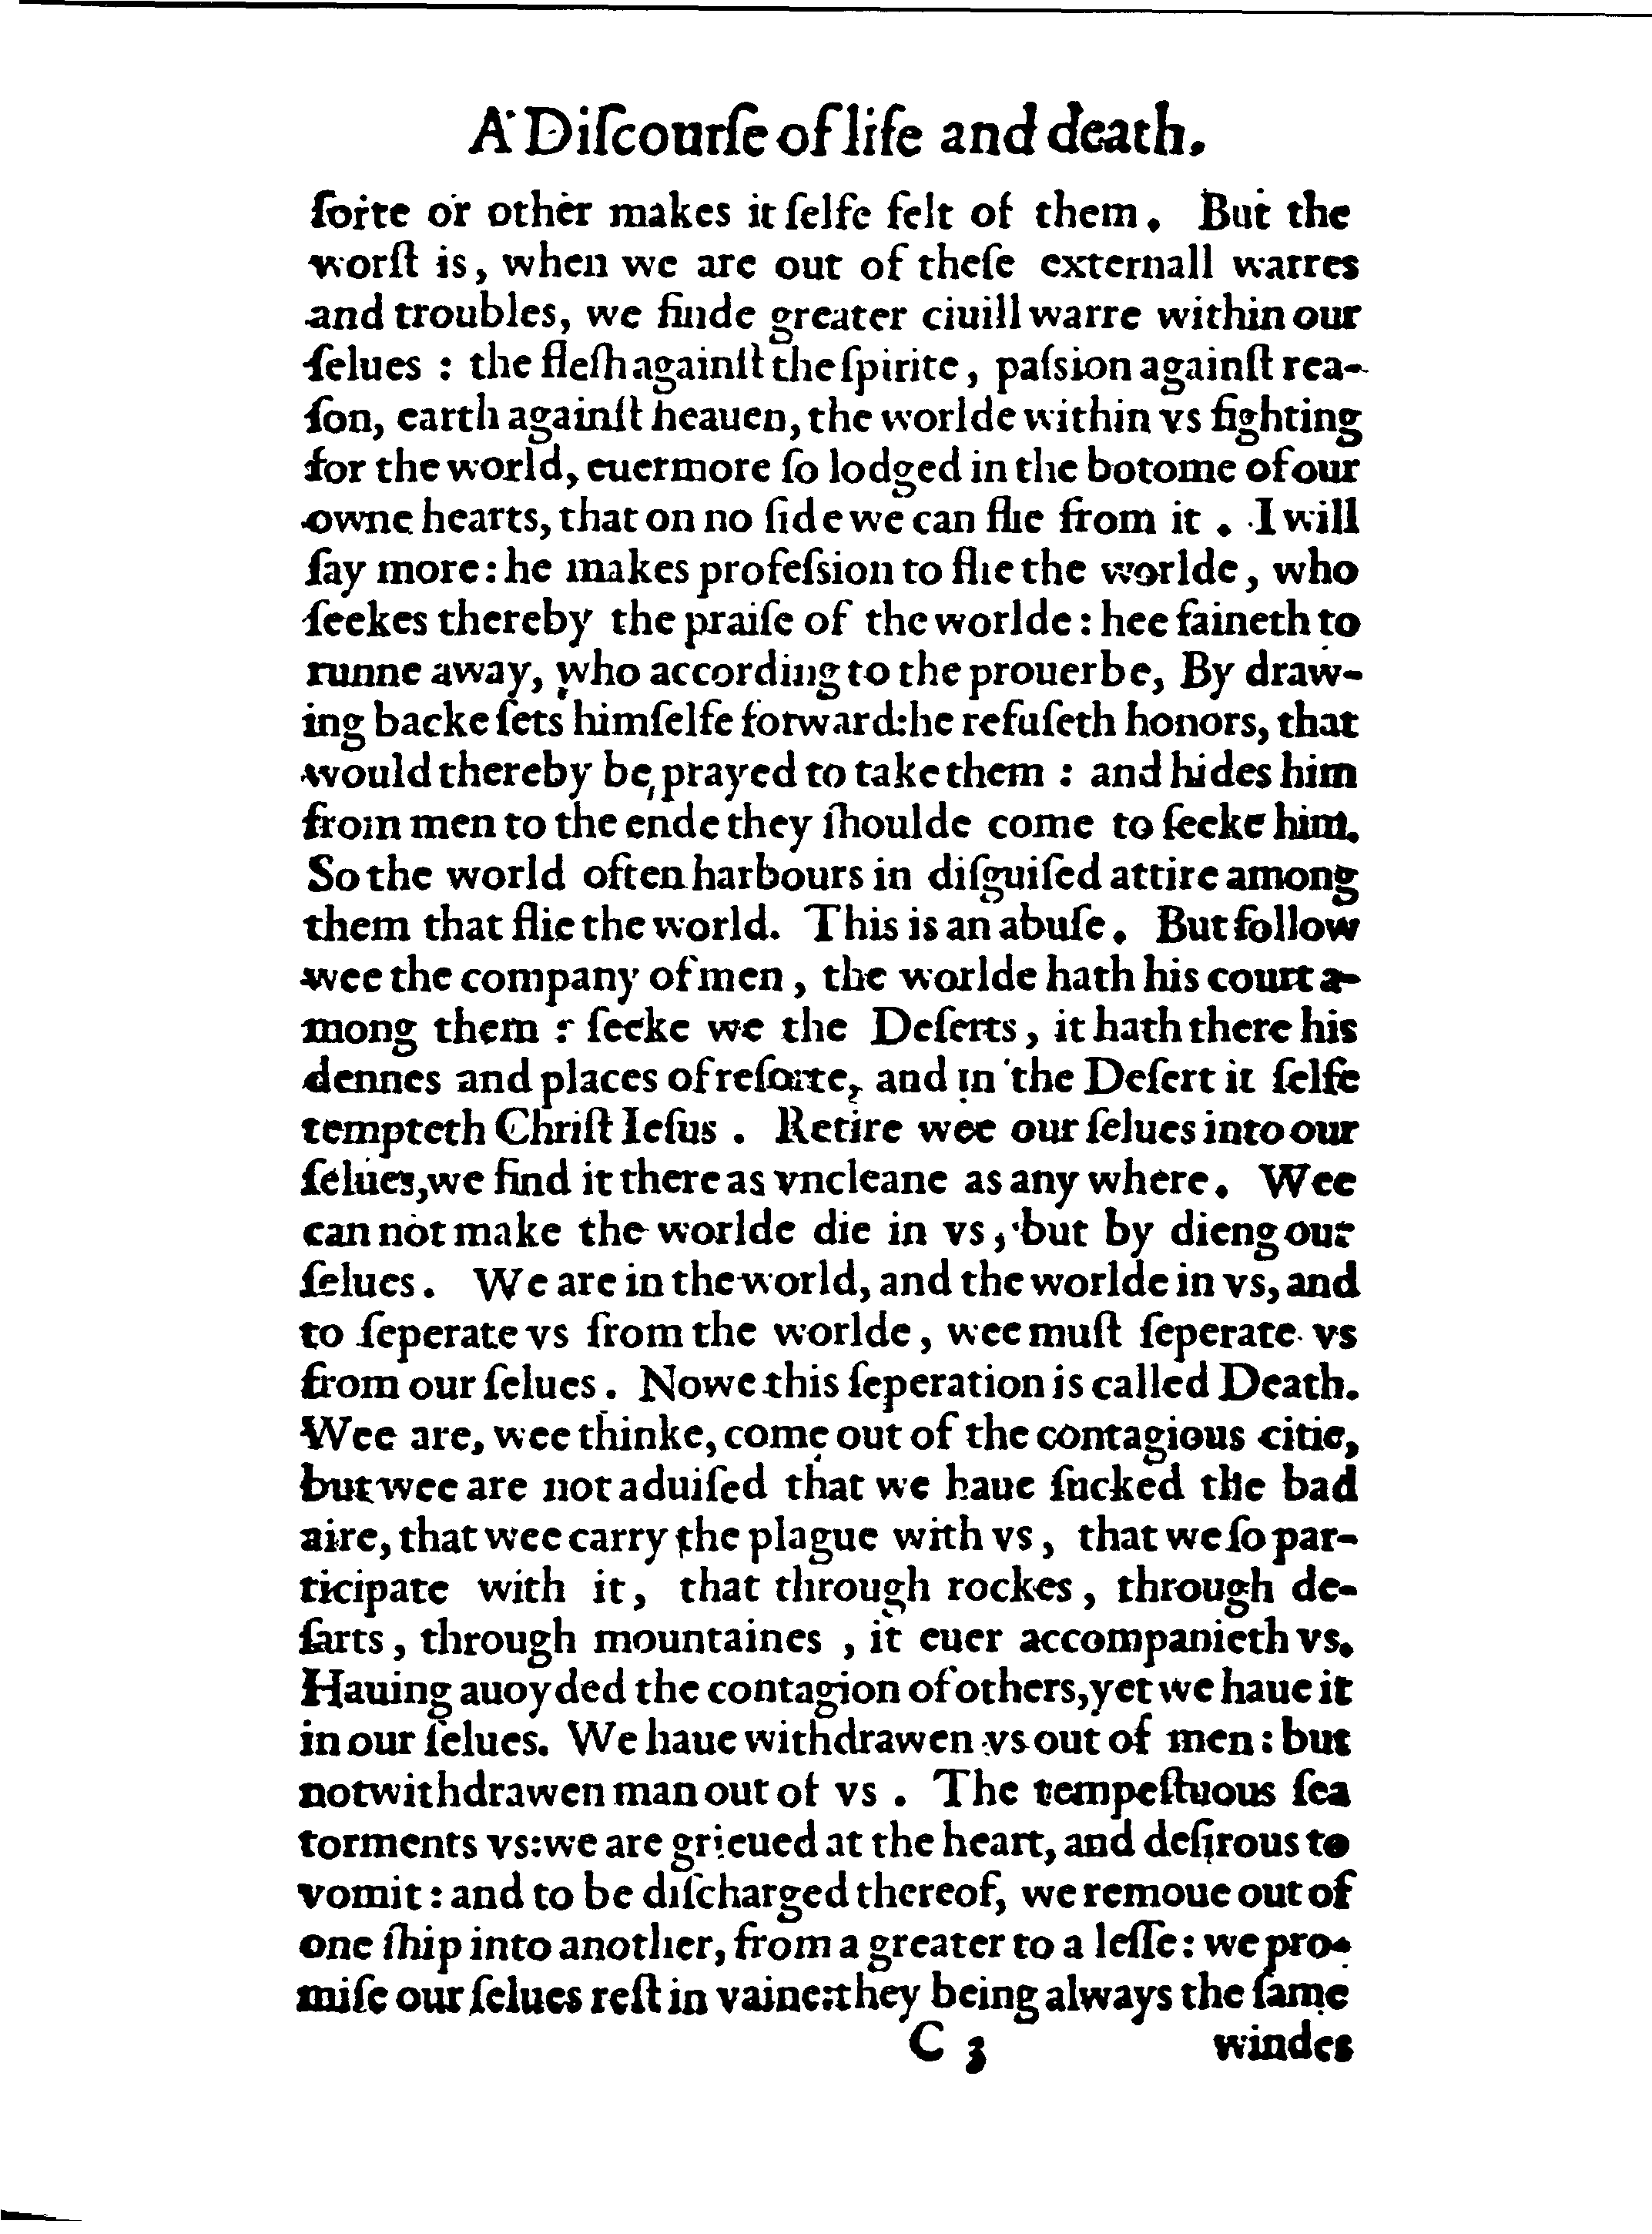 A Diſcourſe of life and death.
ſorte or other makes it ſelfe felt of them. But the
worſt is, when we are out of theſe externall warres
and troubles, we finde greater ciuill warre within our
ſelues : the fleſh againſt the ſpirite, paſsion againſt rea-
ſon, earth againſt heauen, the worlde within vs fighting
for the world, euermore ſo lodged in the botome of our
owne hearts, that on no ſide we can flie from it . I will
ſay more: he makes profeſsion to flie the worlde, who
ſeekes thereby the praiſe of the worlde: hee faineth to
runne away, who according to the prouerbe, By draw-
ing backe ſets himſelfe forward:he refuſeth honors, that
would thereby be prayed to take them : and hides him
from men to the ende they ſhoulde come to ſeeke him.
So the world often harbours in diſguiſed attire among
them that flie the world. This is an abuſe. But follow
wee the company of men, the worlde hath his court a-
mong them : ſeeke we the Deſerts, it hath there his
dennes and places of reſorte, and in the Deſert it ſelfe
tempteth Chriſt Ieſus . Retire wee our ſelues into our
ſelues,we find it there as vncleane as any where. Wee
can not make the worlde die in vs, but by dieng our
ſelues. We are in the world, and the worlde in vs, and
to ſeperate vs from the worlde, wee muſt ſeperate vs
from our ſelues. Nowe this ſeperation is called Death.
Wee are, wee thinke, come out of the contagious citie,
but wee are not aduiſed that we haue ſucked the bad
aire, that wee carry the plague with vs, that we ſo par-
ticipate with it, that through rockes, through de-
ſarts, through mountaines, it euer accompanieth vs.
Hauing auoyded the contagion of others,yet we haue it
in our ſelues. We haue withdrawen vs out of men: but
not withdrawen man out of vs . The tempeſtuous ſea
torments vs:we are grieued at the heart, and deſirous to
vomit: and to be diſcharged thereof, we remoue out of
one ſhip into another, from a greater to a leſſe: we pro-
miſe our ſelues reſt in vaine:they being always the ſame
C 3 windes